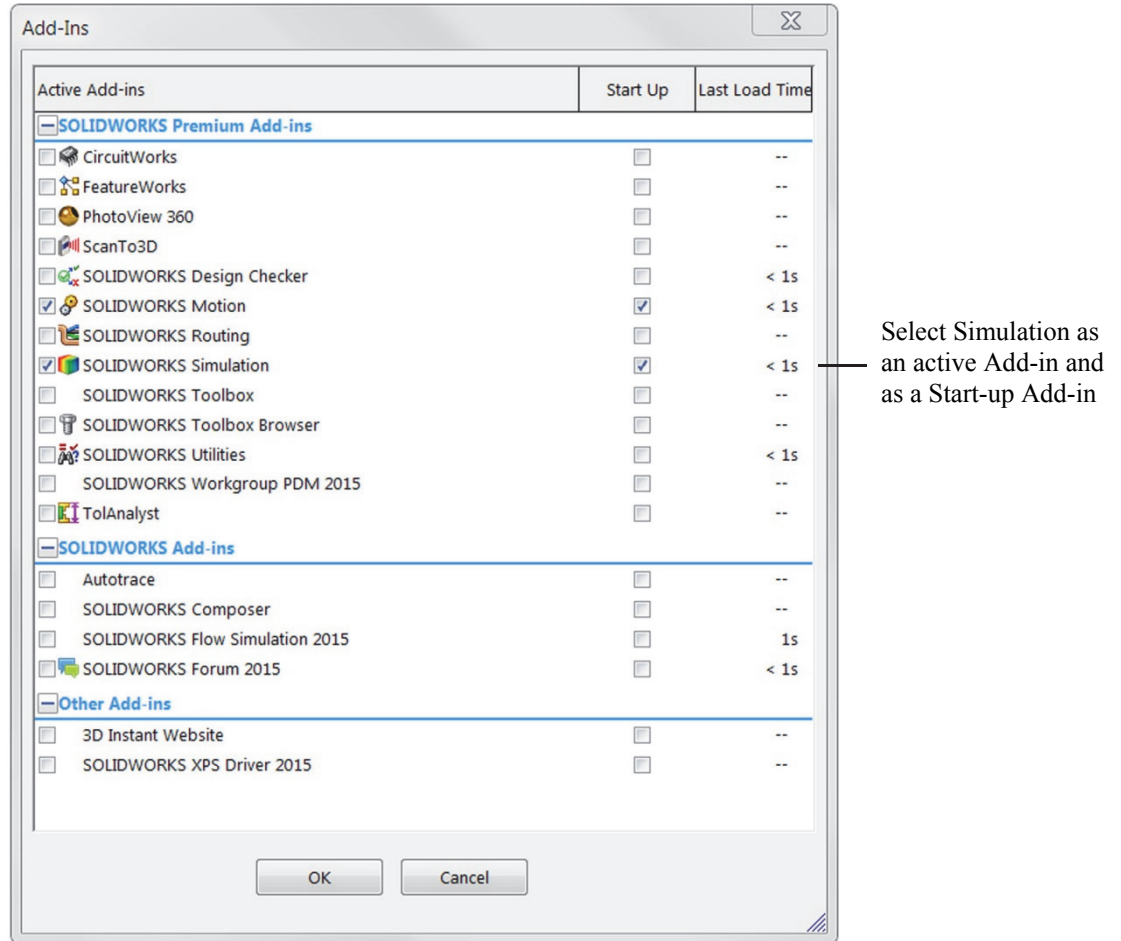 Add-Ins
Active Add-ins Start Up Last Load Time
SOLIDWORKS Premium Add-ins
CircuitWorks --
FeatureWorks --
PhotoView 360 --
ScanTo3D --
SOLIDWORKS Design Checker < 1s
SOLIDWORKS Motion < 1s
SOLIDWORKS Routing --
SOLIDWORKS Simulation < 1s
SOLIDWORKS Toolbox --
SOLIDWORKS Toolbox Browser --
SOLIDWORKS Utilities < 1s
SOLIDWORKS Workgroup PDM 2015 --
TolAnalyst --
SOLIDWORKS Add-ins
Autotrace --
SOLIDWORKS Composer --
SOLIDWORKS Flow Simulation 2015 1s
SOLIDWORKS Forum 2015 < 1s
Other Add-ins
3D Instant Website --
SOLIDWORKS XPS Driver 2015 --
OK Cancel
Select Simulation as
an active Add-in and
as a Start-up Add-in